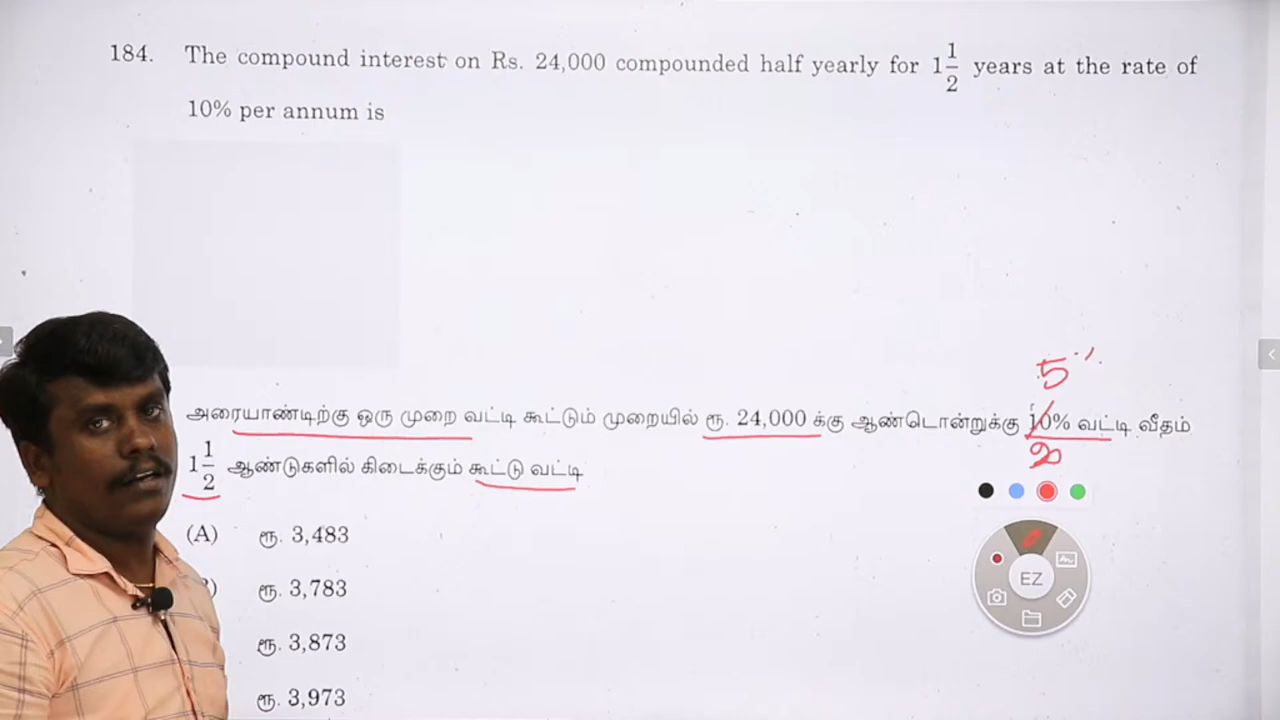 184. The compound interest on Rs. 24,000 compounded half yearly for 1 1/2 years at the rate of
10% per annum is
5%
அரையாண்டிற்கு ஒரு முறை வட்டி கூட்டும் முறையில் ரூ. 24,000 க்கு ஆண்டொன்றுக்கு 10% வட்டி வீதம்
2
1 1/2 ஆண்டுகளில் கிடைக்கும் கூட்டு வட்டி
(A) ரூ. 3,483
ரூ. 3,783
ரூ. 3,873
ரூ. 3,973
EZ